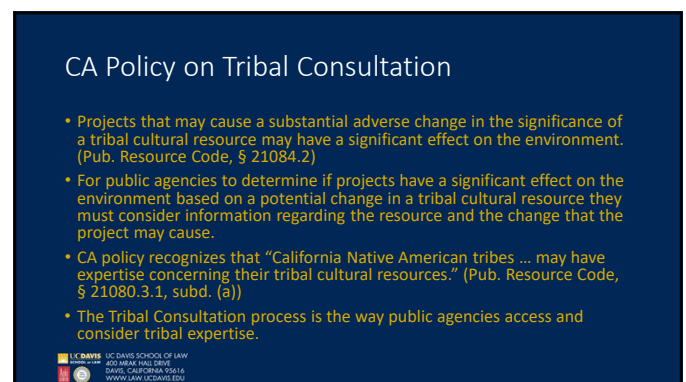 CA Policy on Tribal Consultation
• Projects that may cause a substantial adverse change in the significance of
a tribal cultural resource may have a significant effect on the environment.
(Pub. Resource Code, § 21084.2)
• For public agencies to determine if projects have a significant effect on the
environment based on a potential change in a tribal cultural resource they
must consider information regarding the resource and the change that the
project may cause.
• CA policy recognizes that “California Native American tribes … may have
expertise concerning their tribal cultural resources.” (Pub. Resource Code,
§ 21080.3.1, subd. (a))
• The Tribal Consultation process is the way public agencies access and
consider tribal expertise.
UCDAVIS
SCHOOL OF LAW
UC DAVIS SCHOOL OF LAW
400 MRAK HALL DRIVE
DAVIS, CALIFORNIA 95616
WWW.LAW.UCDAVIS.EDU